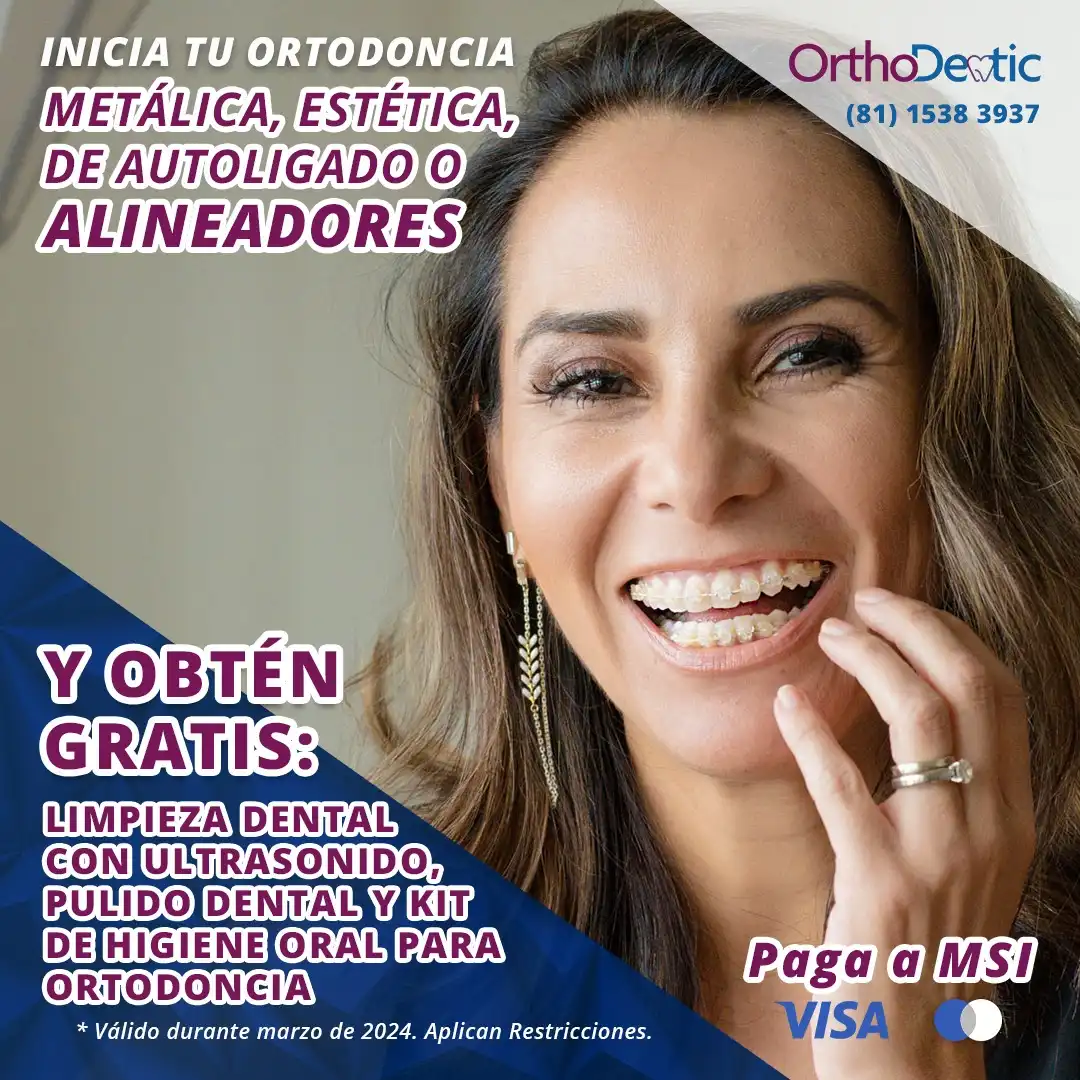 INICIA TU ORTODONCIA
METÁLICA, ESTÉTICA,
DE AUTOLIGADO O
ALINEADORES
OrthoDentic
(81) 1538 3937
Y OBTÉN
GRATIS:
LIMPIEZA DENTAL
CON ULTRASONIDO,
PULIDO DENTAL Y KIT
DE HIGIENE ORAL PARA
ORTODONCIA
* Válido durante marzo de 2024. Aplican Restricciones.
Paga a MSI
VISA